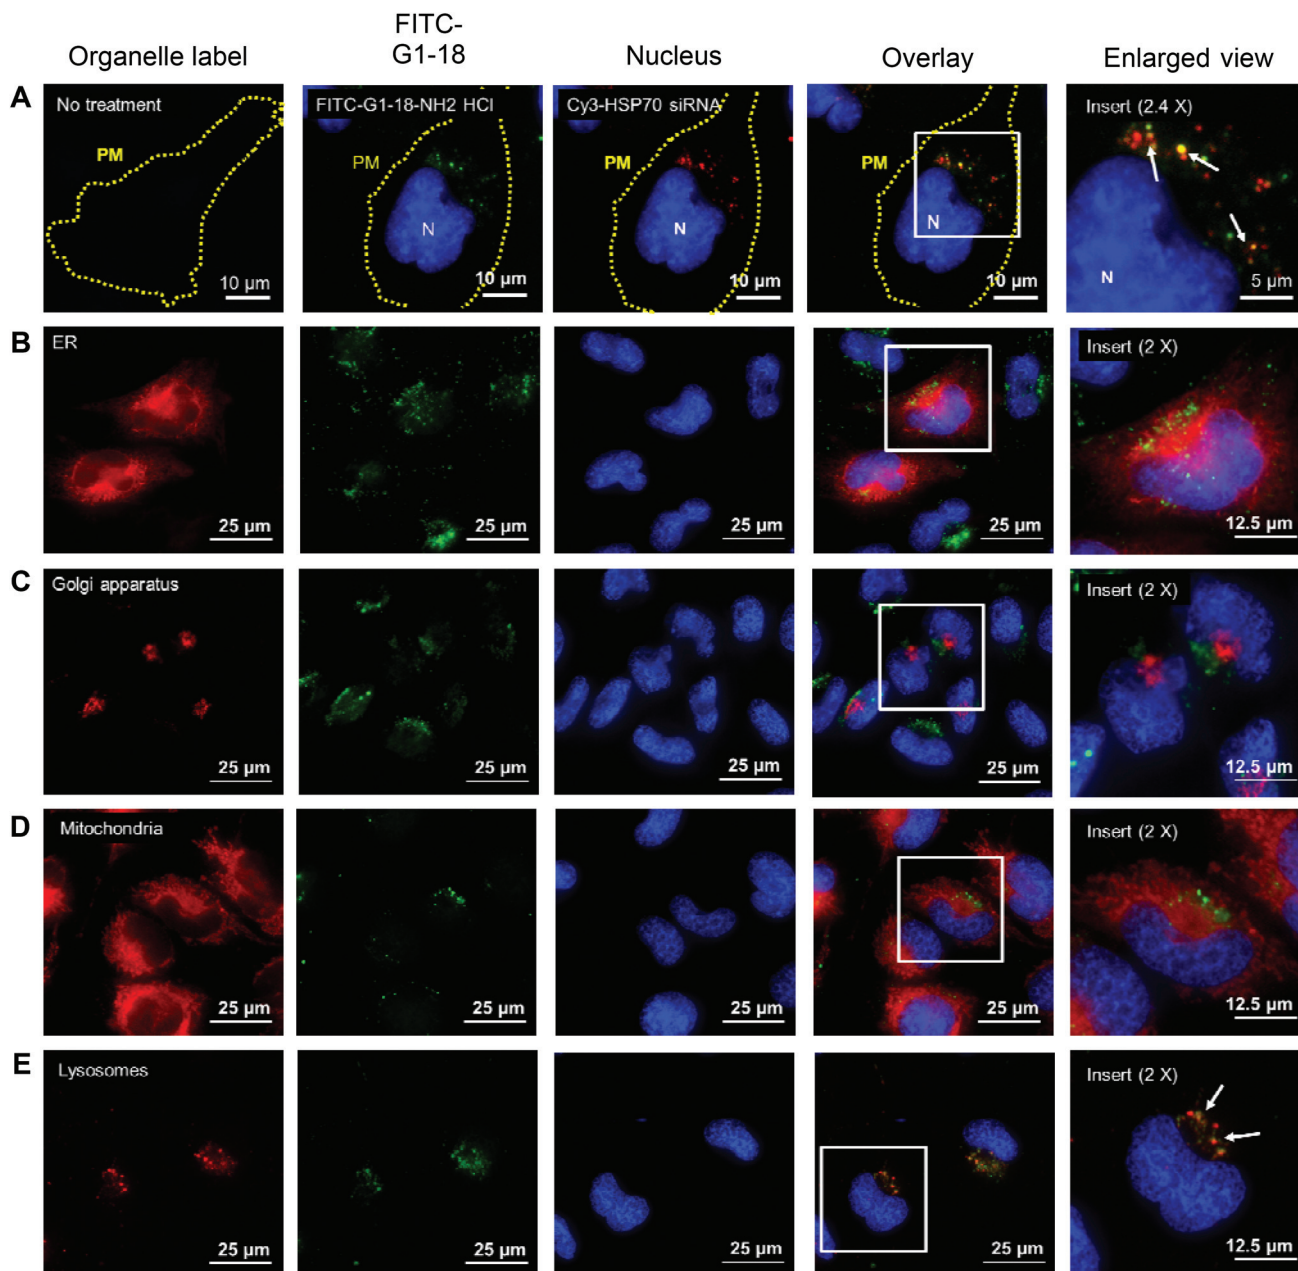 Organelle label
FITC-
G1-18
Nucleus
Overlay
Enlarged view
A
No treatment
PM
10 µm
FITC-G1-18-NH2 HCl
PM
N
10 µm
Cy3-HSP70 siRNA
PM
N
10 µm
PM
N
10 µm
Insert (2.4 X)
N
5 µm
B
ER
25 µm
25 µm
25 µm
25 µm
Insert (2 X)
12.5 µm
C
Golgi apparatus
25 µm
25 µm
25 µm
25 µm
Insert (2 X)
12.5 µm
D
Mitochondria
25 µm
25 µm
25 µm
25 µm
Insert (2 X)
12.5 µm
E
Lysosomes
25 µm
25 µm
25 µm
25 µm
Insert (2 X)
12.5 µm